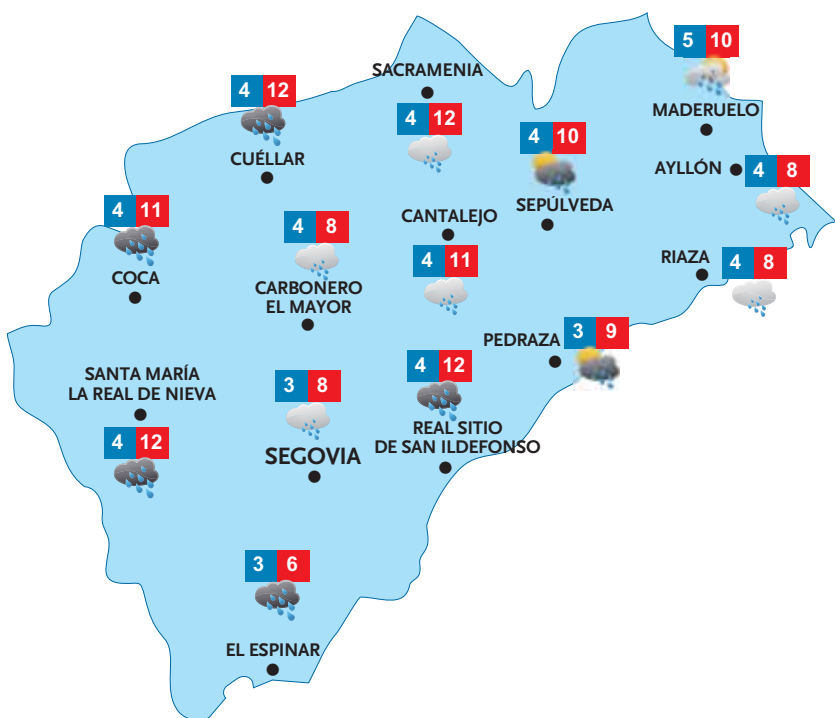 5 10
MADERUELO
SACRAMENIA
4 12
4 12
CUÉLLAR
4 10
SEPÚLVEDA
AYLLÓN
4 8
4 11
COCA
4 8
CARBONERO
EL MAYOR
CANTALEJO
4 11
RIAZA
4 8
PEDRAZA
3 9
SANTA MARÍA
LA REAL DE NIEVA
4 12
3 8
SEGOVIA
4 12
REAL SITIO
DE SAN ILDEFONSO
3 6
EL ESPINAR